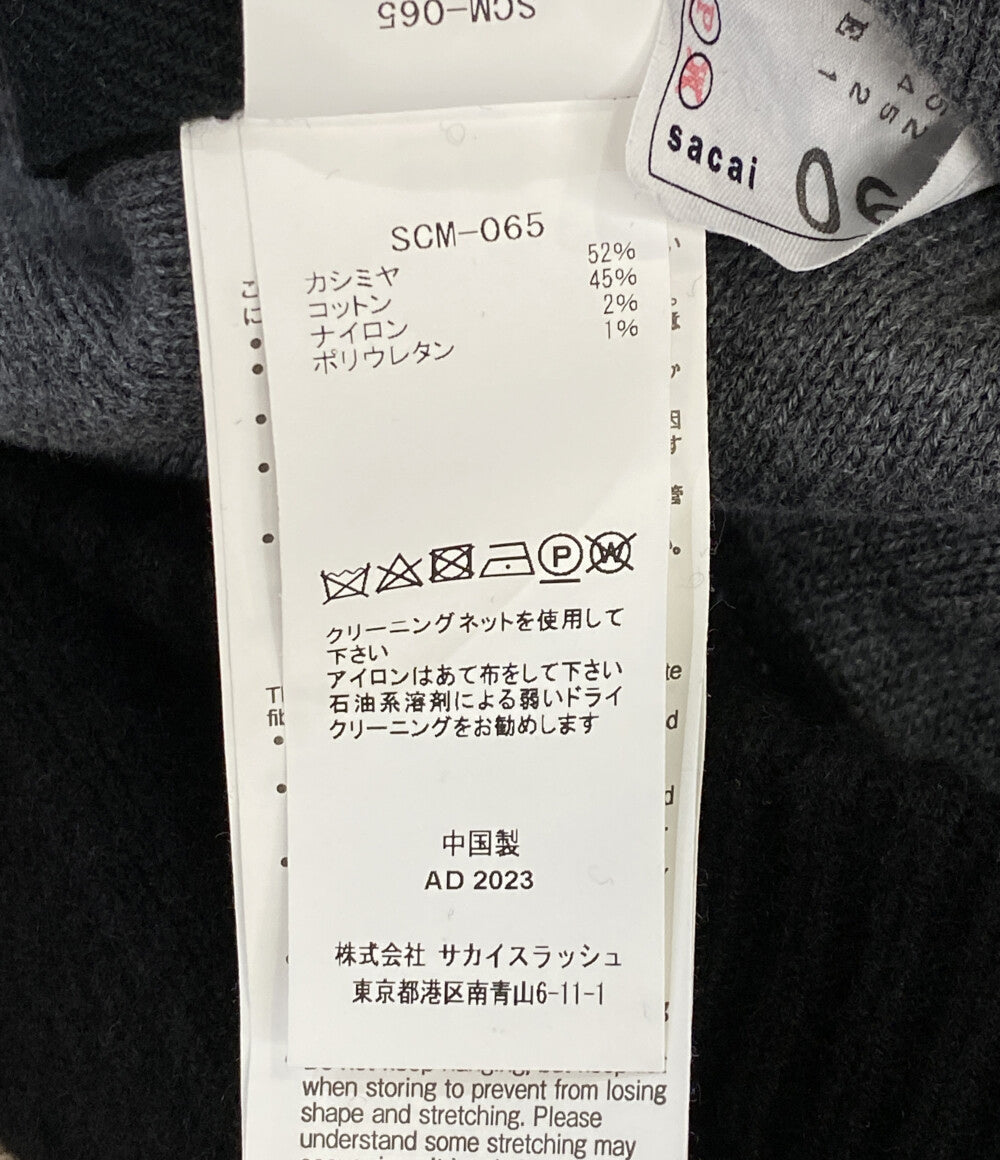 SCM-065
sacai
SCM-065
カシミヤ 52%
コットン 45%
ナイロン 2%
ポリウレタン 1%
P W
クリーニングネットを使用して
下さい
アイロンはあて布をして下さい
石油系溶剤による弱いドライ
クリーニングをお勧めします
中国製
AD 2023
株式会社 サカイスラッシュ
東京都港区南青山6-11-1
when storing to prevent from losing
shape and stretching. Please
understand some stretching may